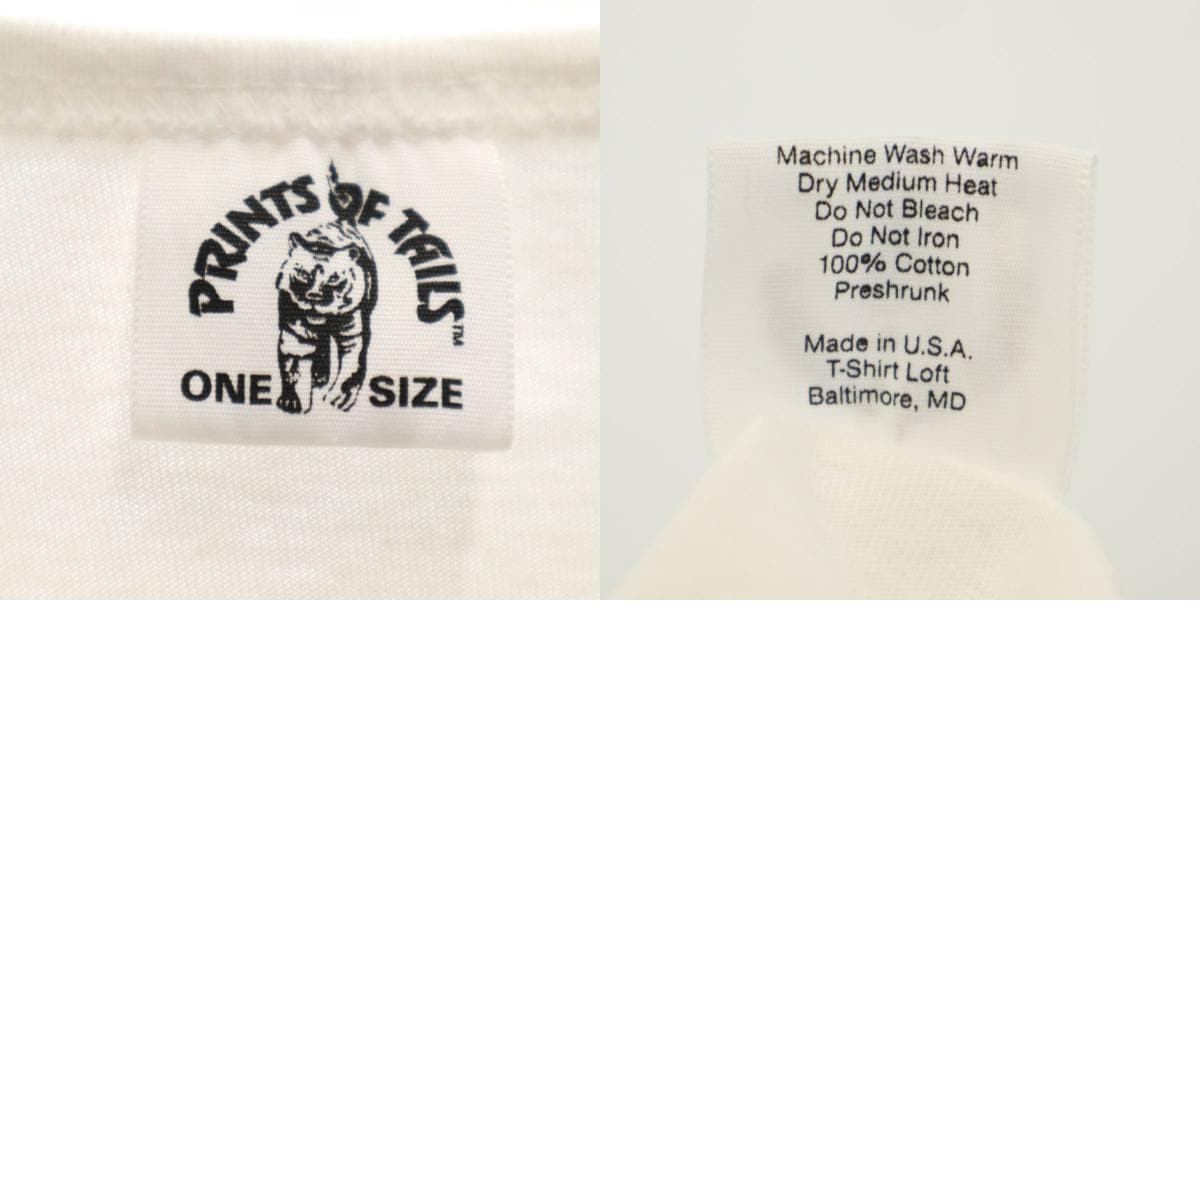 PRINTS OF TAILS™
ONE SIZE
Machine Wash Warm
Dry Medium Heat
Do Not Bleach
Do Not Iron
100% Cotton
Preshrunk
Made in U.S.A.
T-Shirt Loft
Baltimore, MD